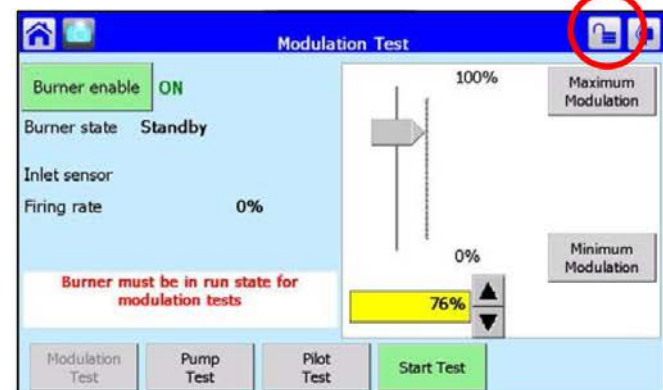 Modulation Test
Burner enable ON
Burner state Standby
Inlet sensor
Firing rate 0%
Burner must be in run state for
modulation tests
100%
0%
76%
Maximum
Modulation
Minimum
Modulation
Modulation
Test
Pump
Test
Pilot
Test
Start Test